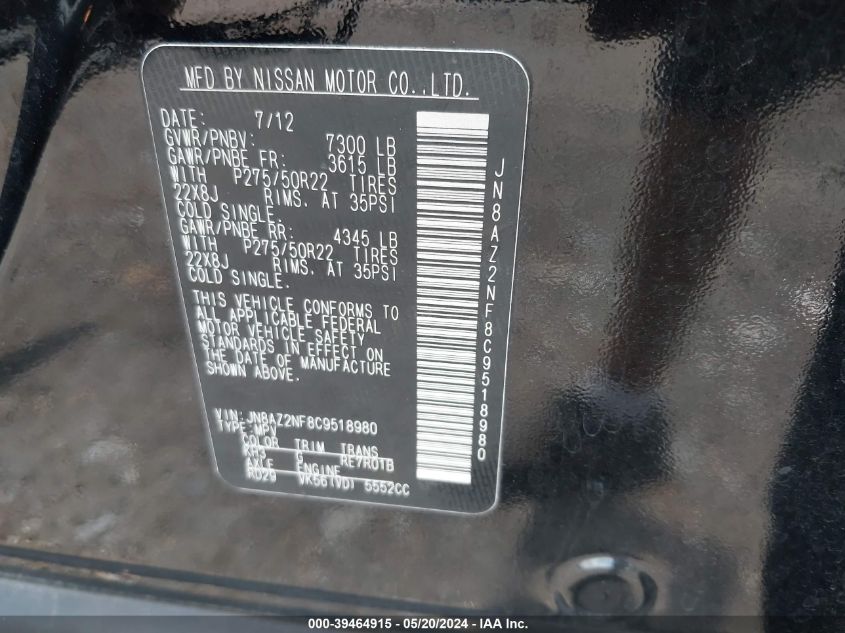 MFD BY NISSAN MOTOR CO.,LTD.
DATE: 7/12
GVWR/PNBV: 7300 LB
GAWR/PNBE FR: 3615 LB
WITH P275/50R22 TIRES
22X8J RIMS. AT 35PSI
COLD SINGLE.
GAWR/PNBE RR: 4345 LB
WITH P275/50R22 TIRES
22X8J RIMS. AT 35PSI
COLD SINGLE.
THIS VEHICLE CONFORMS TO
ALL APPLICABLE FEDERAL
MOTOR VEHICLE SAFETY
STANDARDS IN EFFECT ON
THE DATE OF MANUFACTURE
SHOWN ABOVE.
VIN: JN8AZ2NF8C9518980
TYPE: MPV
COLOR TRIM TRANS
KH3 G RE7R01B
AXLE ENGINE
RD29 VK56(VD) 5552CC
JN8AZ2NF8C9518980
000-39464915 - 05/20/2024 - IAA Inc.